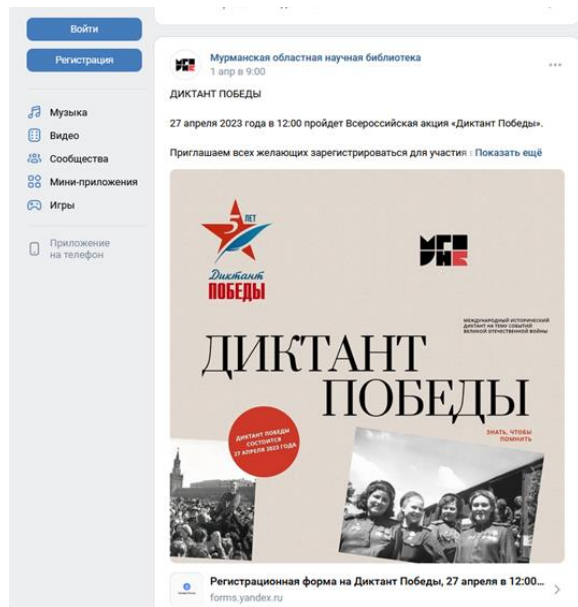 Войти
Регистрация
Музыка
Видео
Сообщества
Мини-приложения
Игры
Приложение
на телефон
Мурманская областная научная библиотека
1 апр в 9:00
ДИКТАНТ ПОБЕДЫ
27 апреля 2023 года в 12:00 пройдет Всероссийская акция «Диктант Победы».
Приглашаем всех желающих зарегистрироваться для участия Показать ещё
5 ЛЕТ
Диктант
ПОБЕДЫ
МЕЖДУНАРОДНЫЙ ИСТОРИЧЕСКИЙ
ДИКТАНТ НА ТЕМУ СОБЫТИЙ
ВЕЛИКОЙ ОТЕЧЕСТВЕННОЙ ВОЙНЫ
ДИКТАНТ
ПОБЕДЫ
ДИКТАНТ ПОБЕДЫ
СОСТОИТСЯ
27 АПРЕЛЯ 2023 ГОДА
ЗНАТЬ, ЧТОБЫ
ПОМНИТЬ
Регистрационная форма на Диктант Победы, 27 апреля в 12:00...
forms.yandex.ru